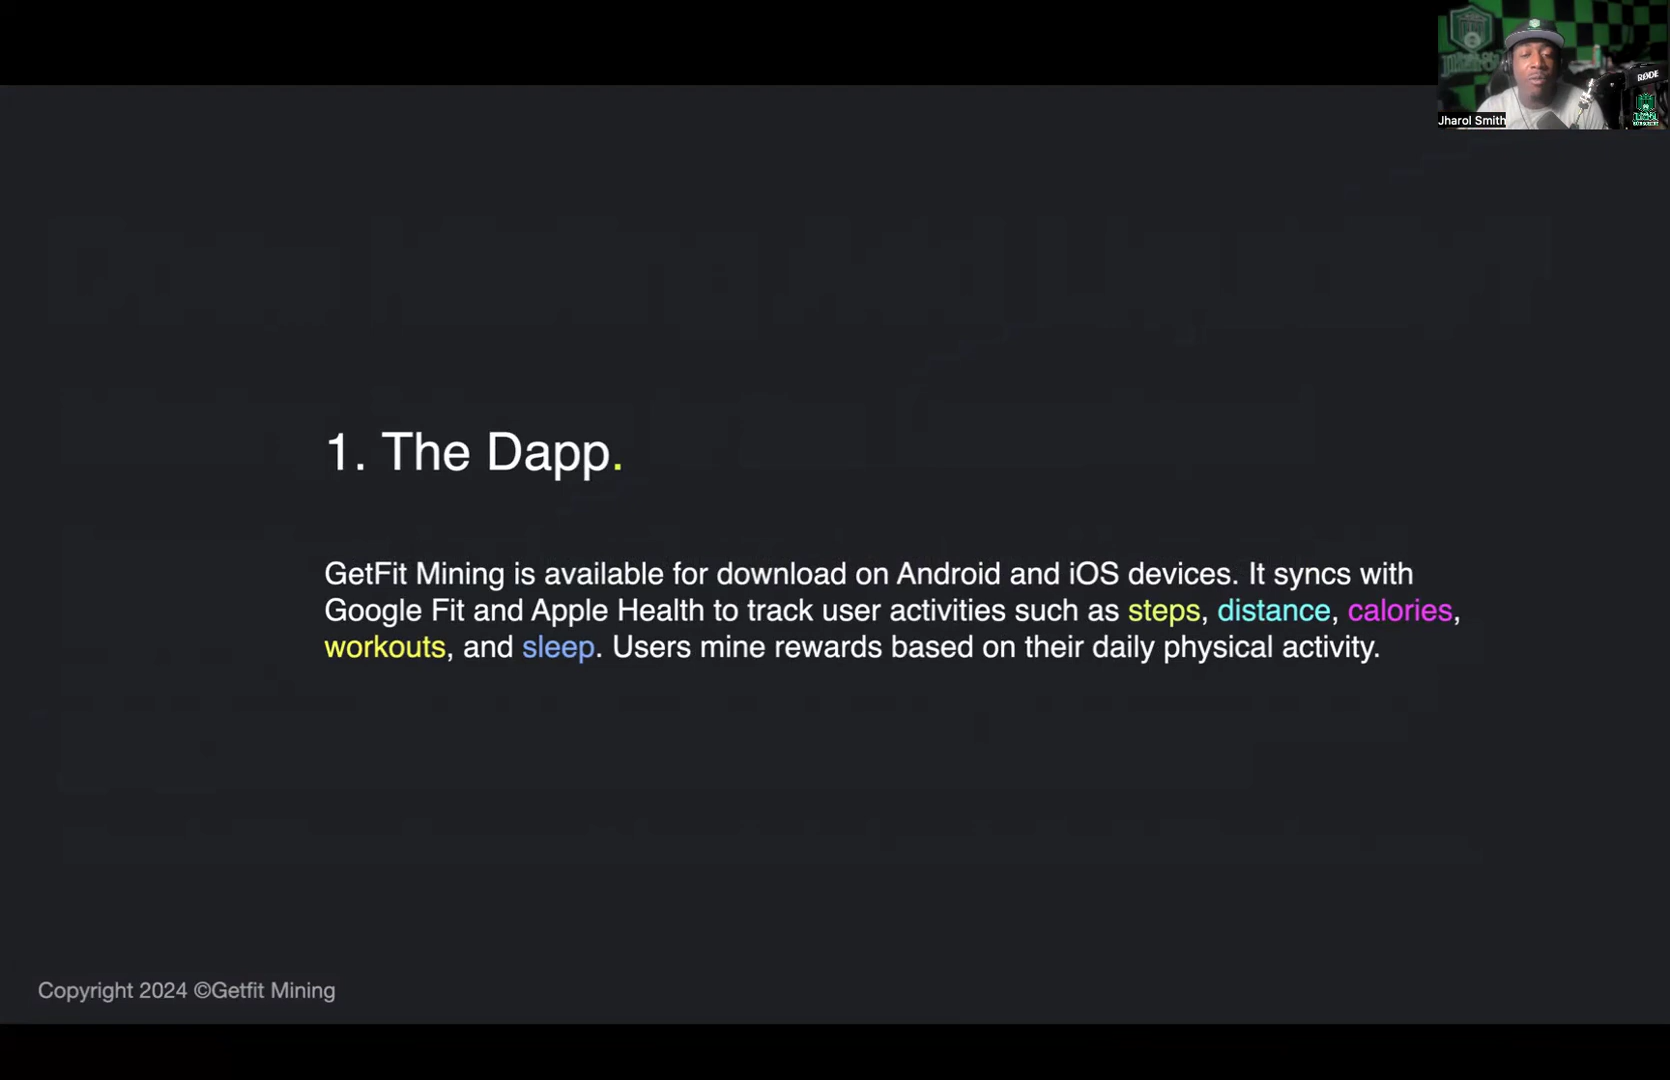 RØDE
Jharol Smith
1. The Dapp.
GetFit Mining is available for download on Android and iOS devices. It syncs with
Google Fit and Apple Health to track user activities such as steps, distance, calories,
workouts, and sleep. Users mine rewards based on their daily physical activity.
Copyright 2024 ©Getfit Mining